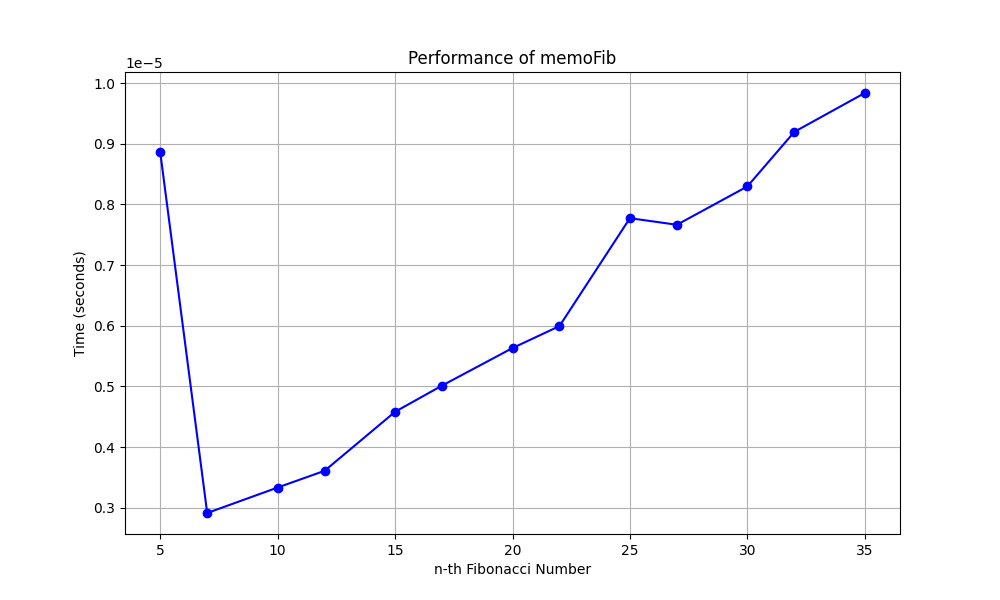 Performance of memoFib
1e−5
1.0
0.9
0.8
0.7
0.6
0.5
0.4
0.3
Time (seconds)
5 10 15 20 25 30 35
n-th Fibonacci Number